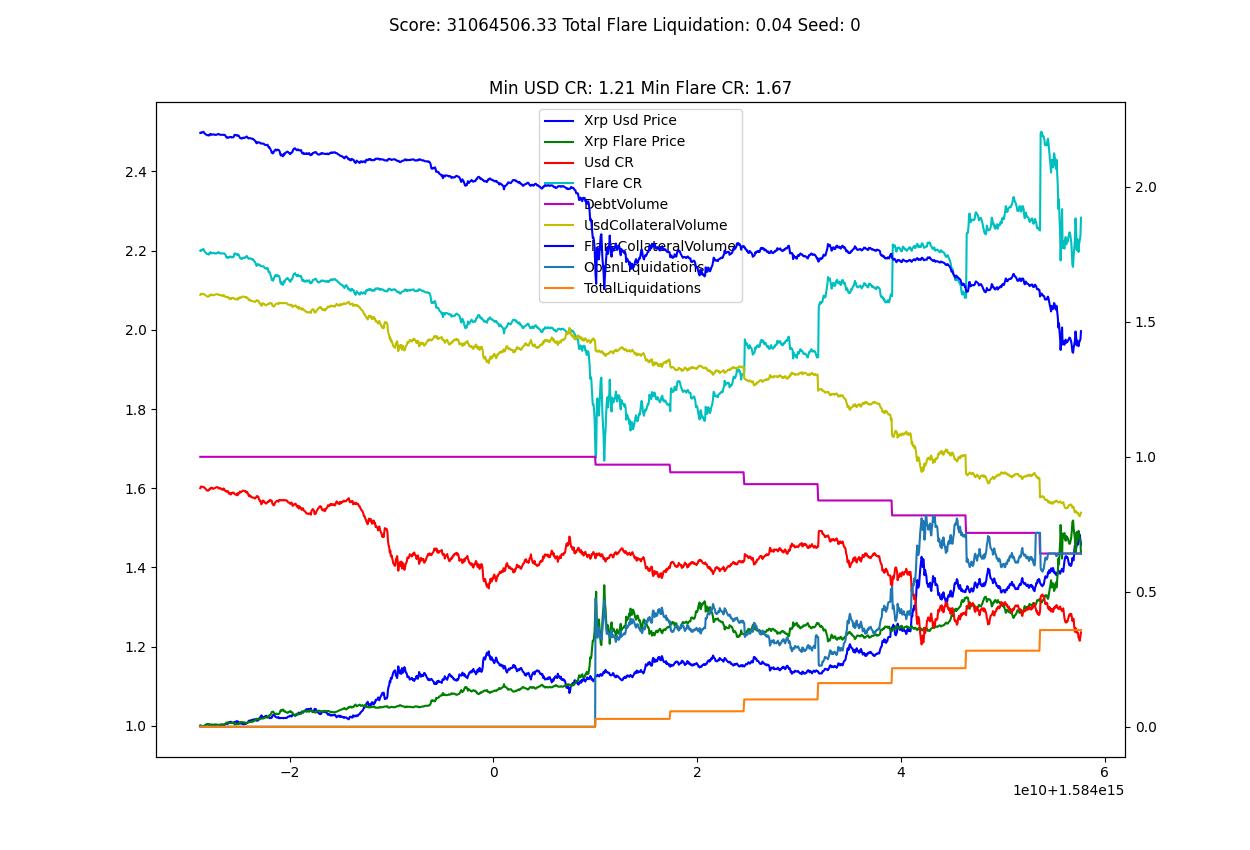 Score: 31064506.33 Total Flare Liquidation: 0.04 Seed: 0
Min USD CR: 1.21 Min Flare CR: 1.67
Xrp Usd Price
Xrp Flare Price
Usd CR
Flare CR
DebtVolume
UsdCollateralVolume
FlareCollateralVolume
OpenLiquidations
TotalLiquidations
2.4
2.2
2.0
1.8
1.6
1.4
1.2
1.0
2.0
1.5
1.0
0.5
0.0
−2
0
2
4
6
1e10+1.584e15